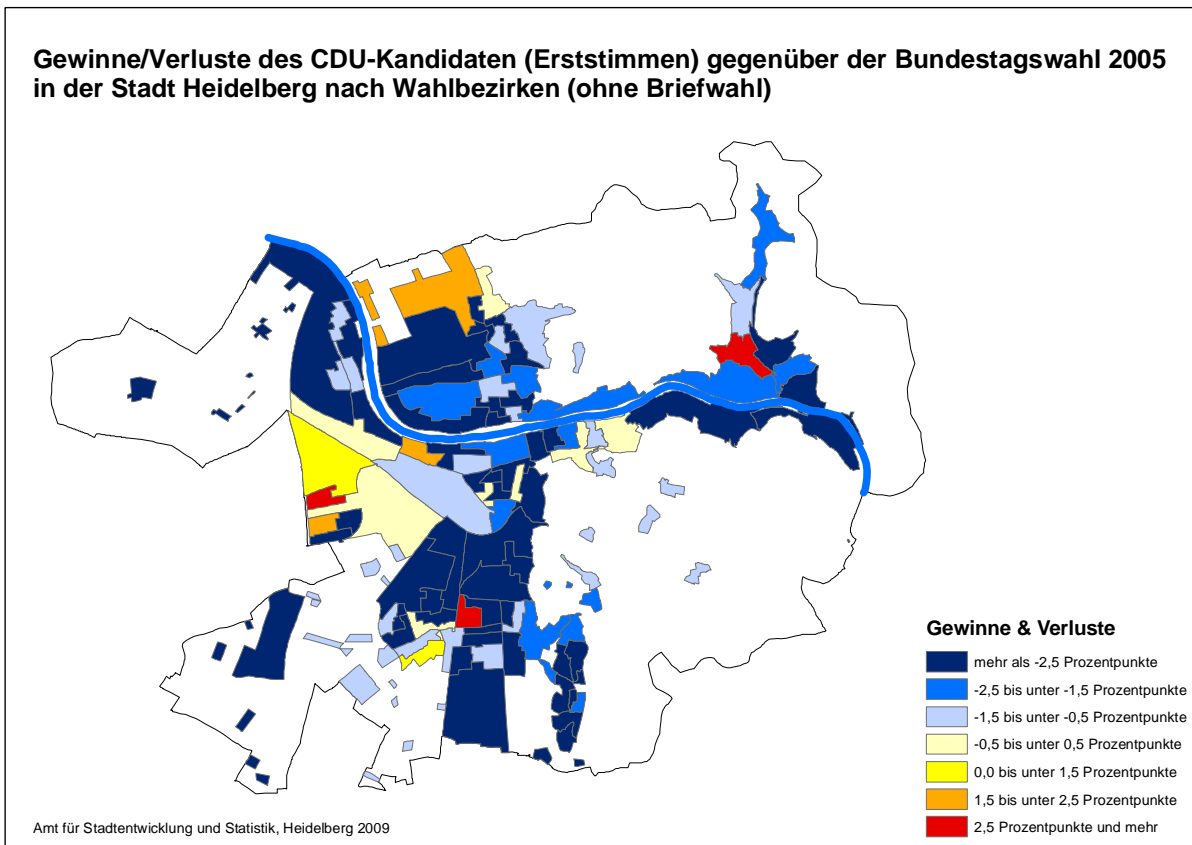 Gewinne/Verluste des CDU-Kandidaten (Erststimmen) gegenüber der Bundestagswahl 2005
in der Stadt Heidelberg nach Wahlbezirken (ohne Briefwahl)
Gewinne & Verluste
mehr als -2,5 Prozentpunkte
-2,5 bis unter -1,5 Prozentpunkte
-1,5 bis unter -0,5 Prozentpunkte
-0,5 bis unter 0,5 Prozentpunkte
0,0 bis unter 1,5 Prozentpunkte
1,5 bis unter 2,5 Prozentpunkte
2,5 Prozentpunkte und mehr
Amt für Stadtentwicklung und Statistik, Heidelberg 2009